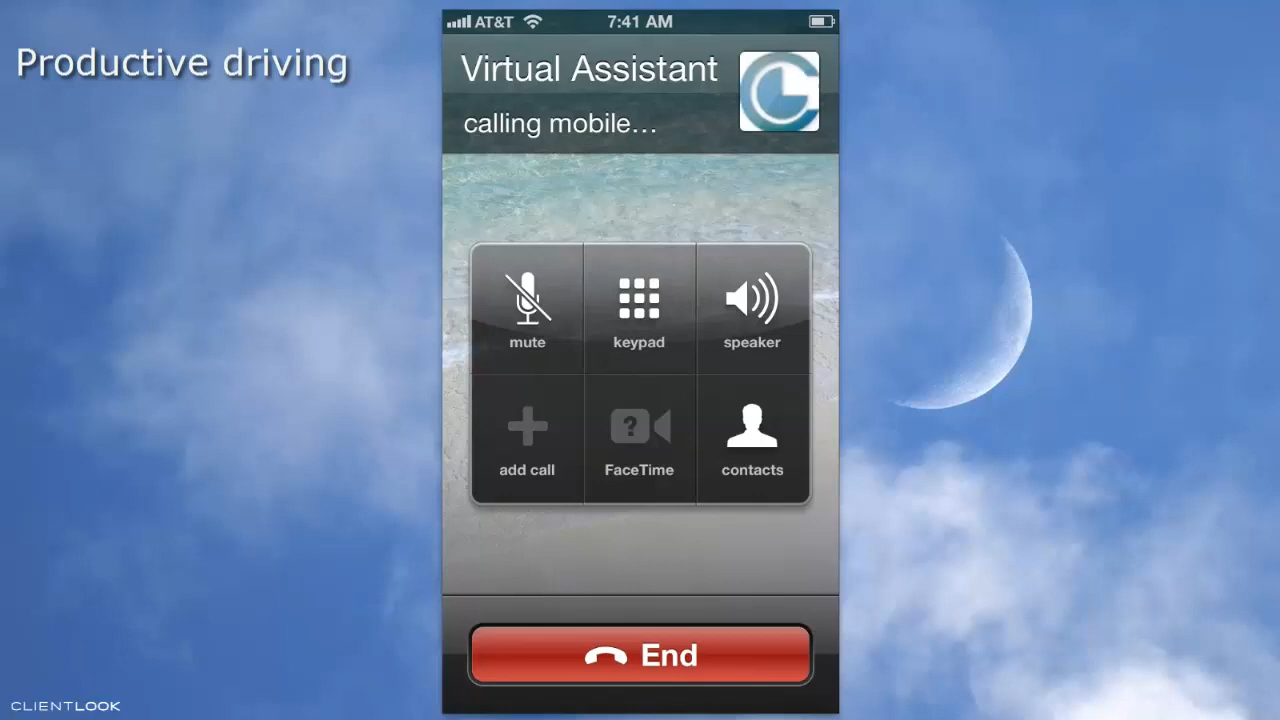 AT&T
7:41 AM
Productive driving
Virtual Assistant
calling mobile...
mute
keypad
speaker
?
add call
FaceTime
contacts
End
CLIENTLOOK